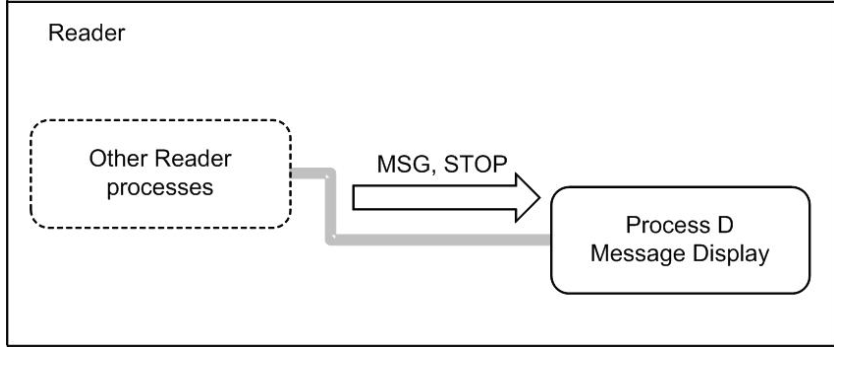 Reader
Other Reader
processes
MSG, STOP
Process D
Message Display